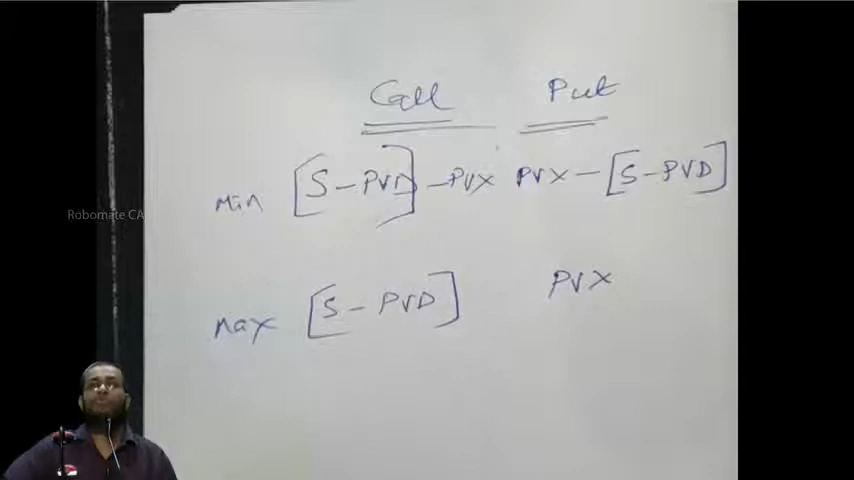 Call Put
Min [S - PVD] - PVX PVX - [S - PVD]
Robomate CA
max [S - PVD] PVX